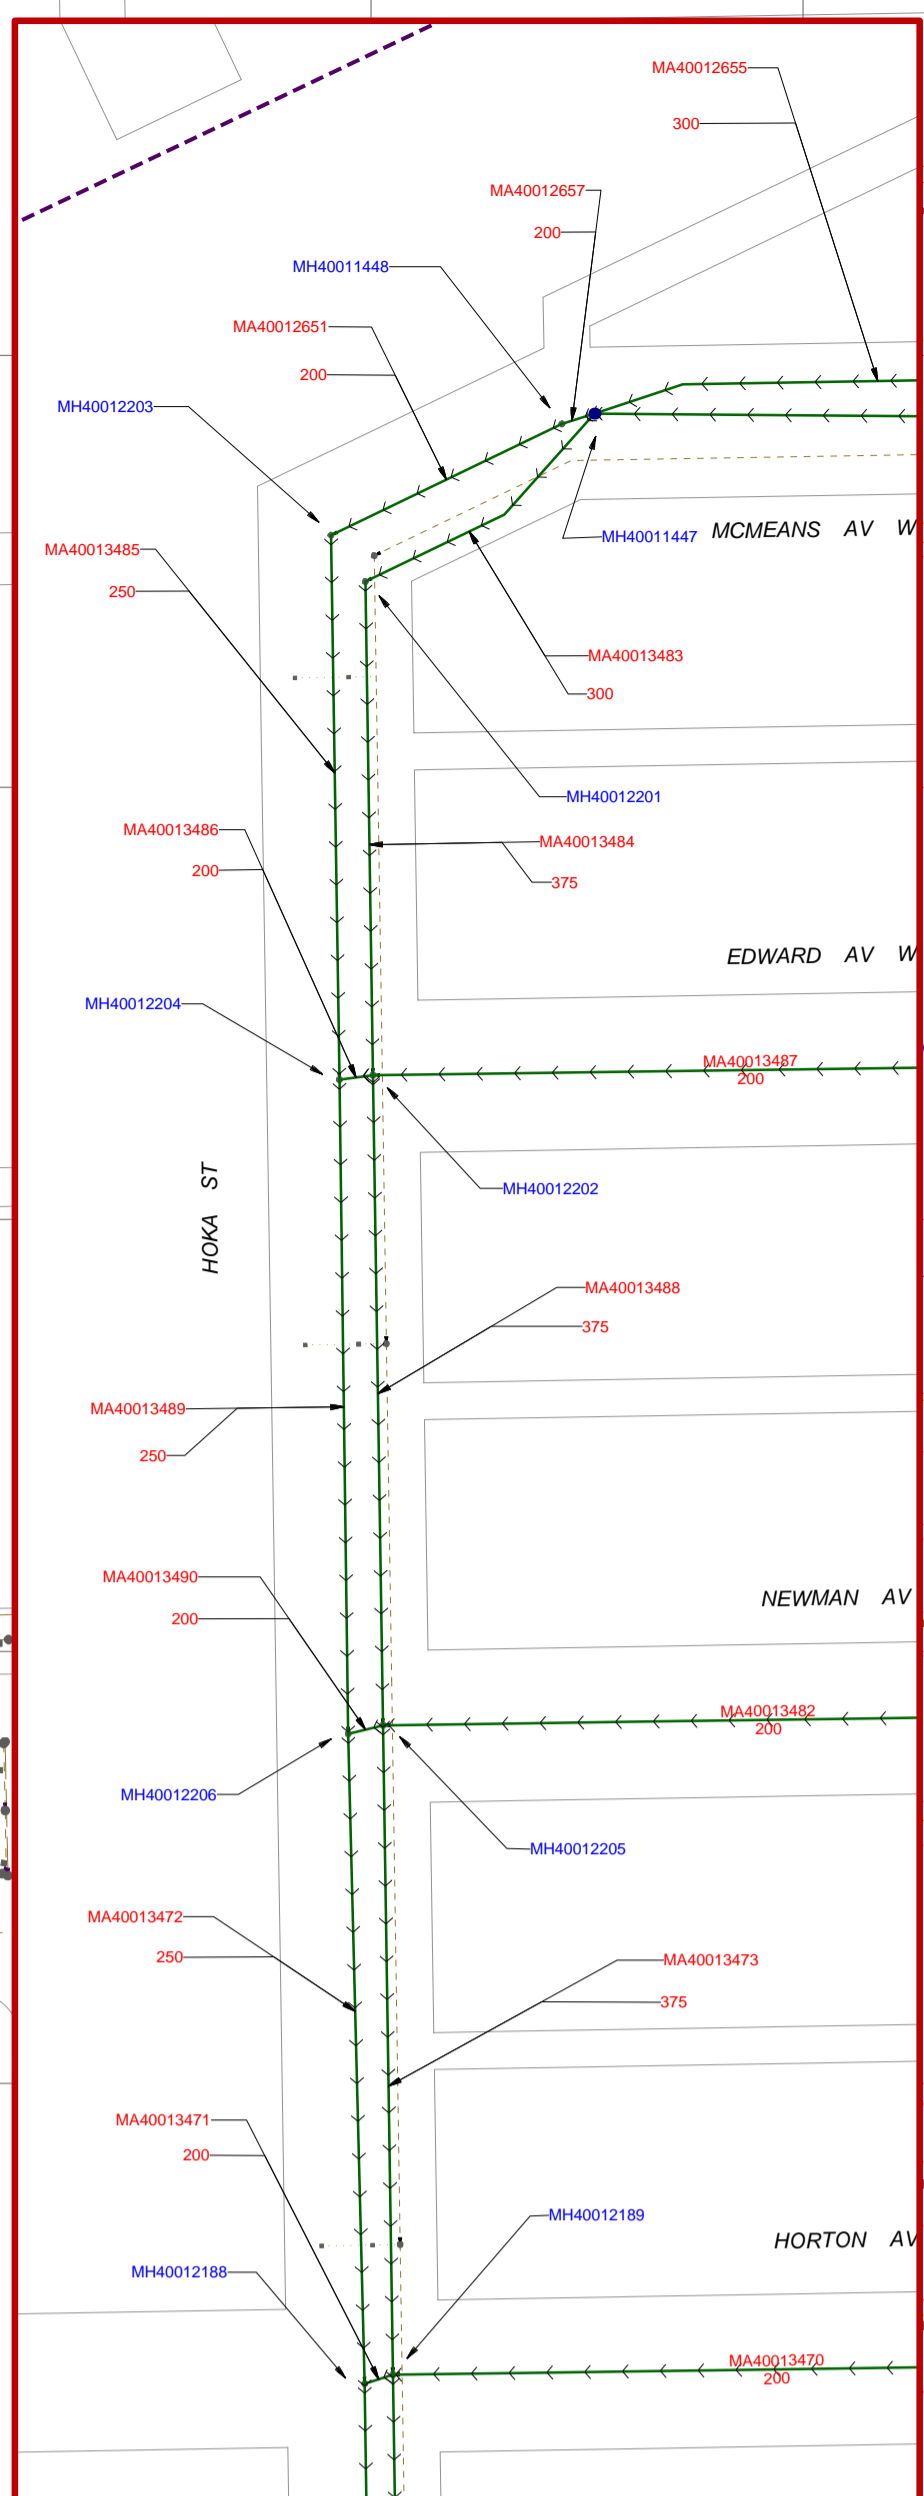 MA40012655
300
MA40012657
200
MH40011448
MA40012651
200
MH40012203
MCMEANS AV W
MH40011447
MA40013485
250
MA40013483
300
MH40012201
MA40013486
200
MA40013484
375
EDWARD AV W
MH40012204
MA40013487
200
HOKA ST
MH40012202
MA40013488
375
MA40013489
250
MA40013490
200
NEWMAN AV
MA40013482
200
MH40012206
MH40012205
MA40013472
250
MA40013473
375
MA40013471
200
MH40012189
HORTON AV
MH40012188
MA40013470
200